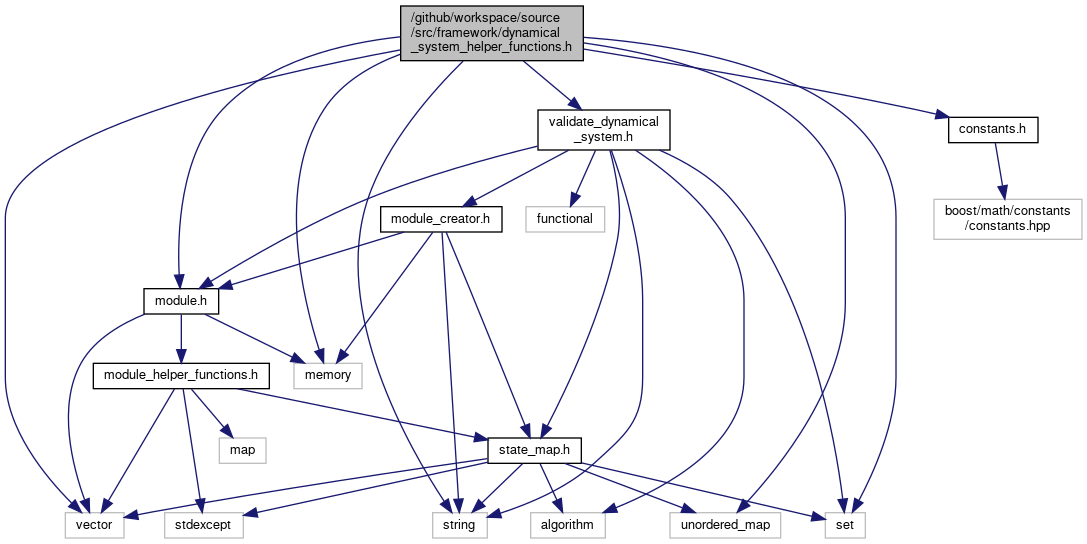 /github/workspace/source
/src/framework/dynamical
_system_helper_functions.h
validate_dynamical
_system.h
constants.h
module_creator.h
functional
boost/math/constants
/constants.hpp
module.h
module_helper_functions.h
memory
map
state_map.h
vector
stdexcept
string
algorithm
unordered_map
set